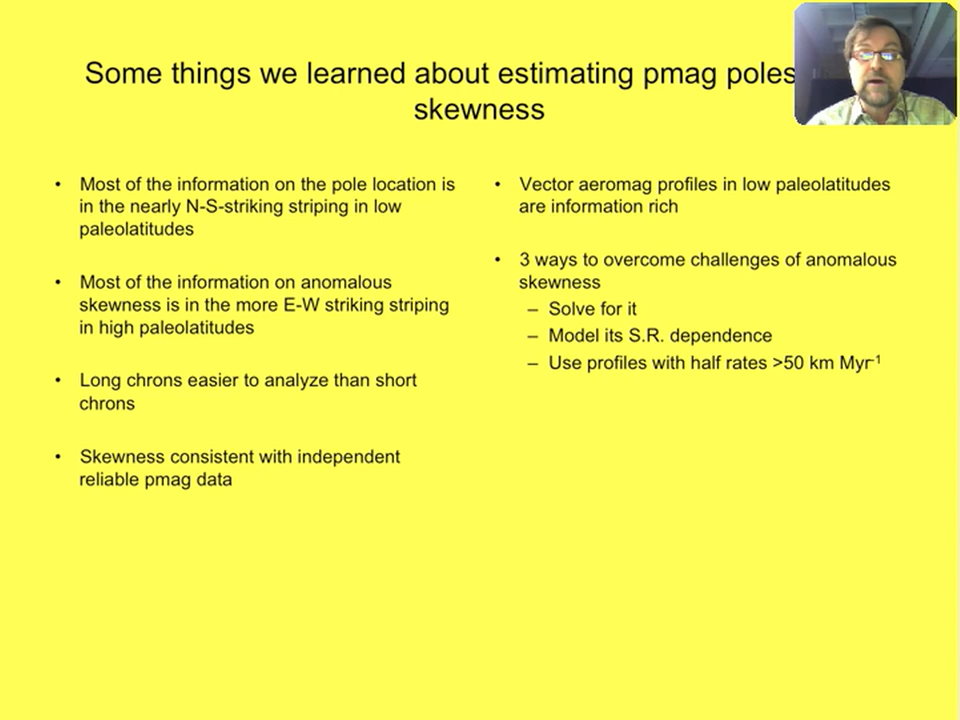 Some things we learned about estimating pmag poles
skewness
• Most of the information on the pole location is
in the nearly N-S-striking striping in low
paleolatitudes
• Most of the information on anomalous
skewness is in the more E-W striking striping
in high paleolatitudes
• Long chrons easier to analyze than short
chrons
• Skewness consistent with independent
reliable pmag data
• Vector aeromag profiles in low paleolatitudes
are information rich
• 3 ways to overcome challenges of anomalous
skewness
– Solve for it
– Model its S.R. dependence
– Use profiles with half rates >50 km Myr⁻¹